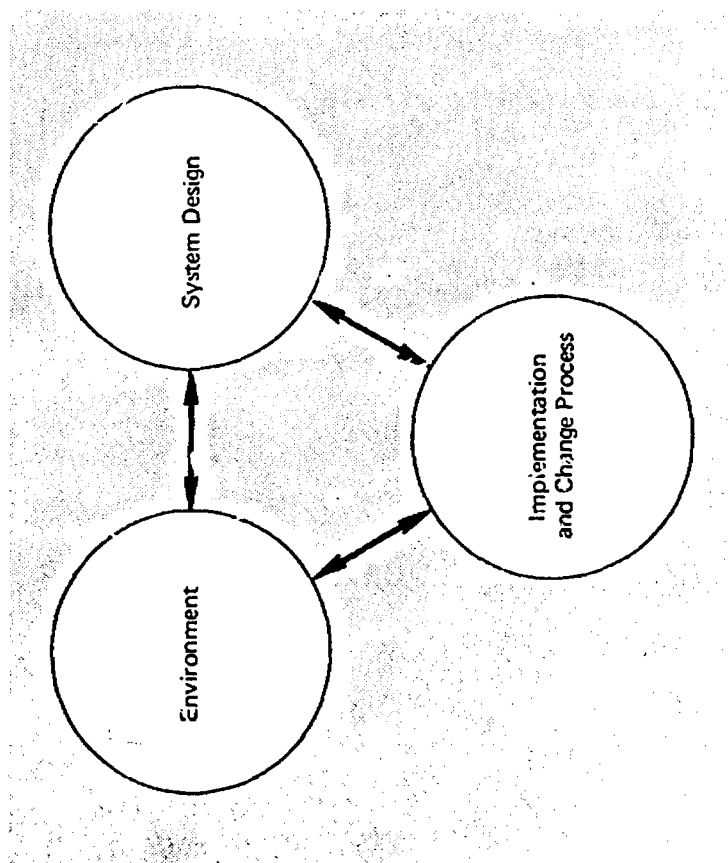 Environment
System Design
Implementation
and Change Process